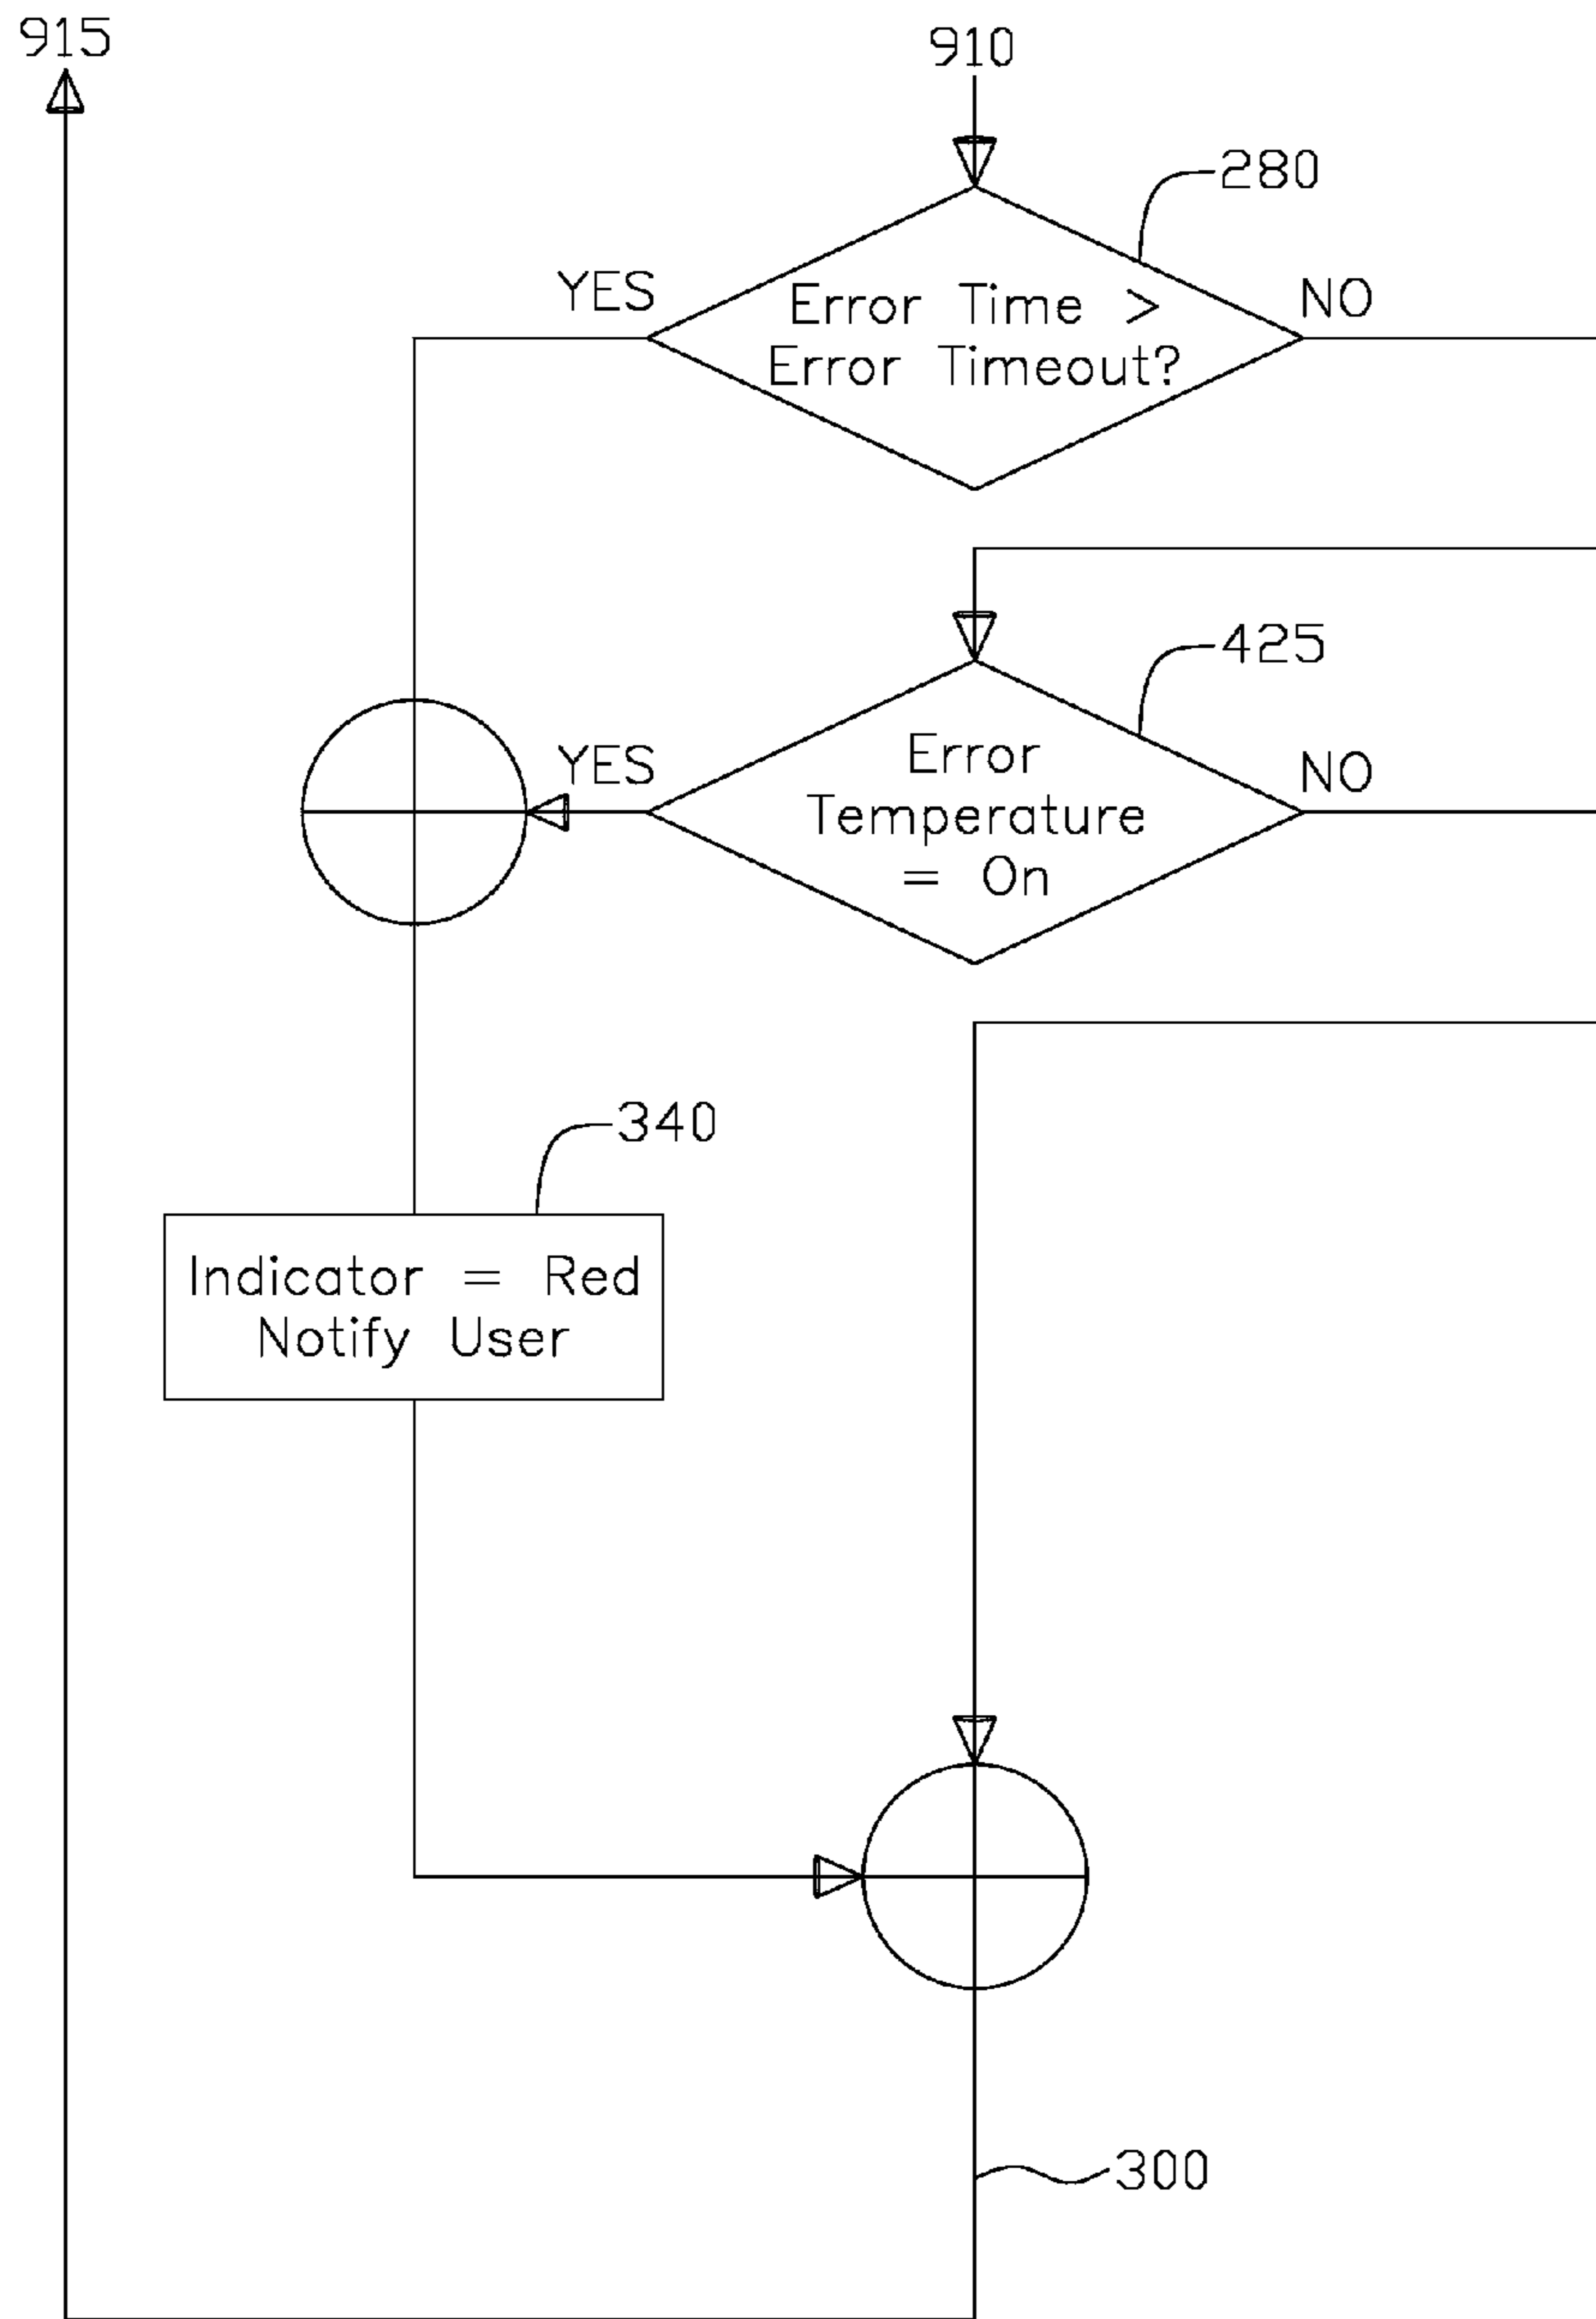 915
910
280
YES
Error Time >
Error Timeout?
NO
425
YES
Error
Temperature
= On
NO
340
Indicator = Red
Notify User
300